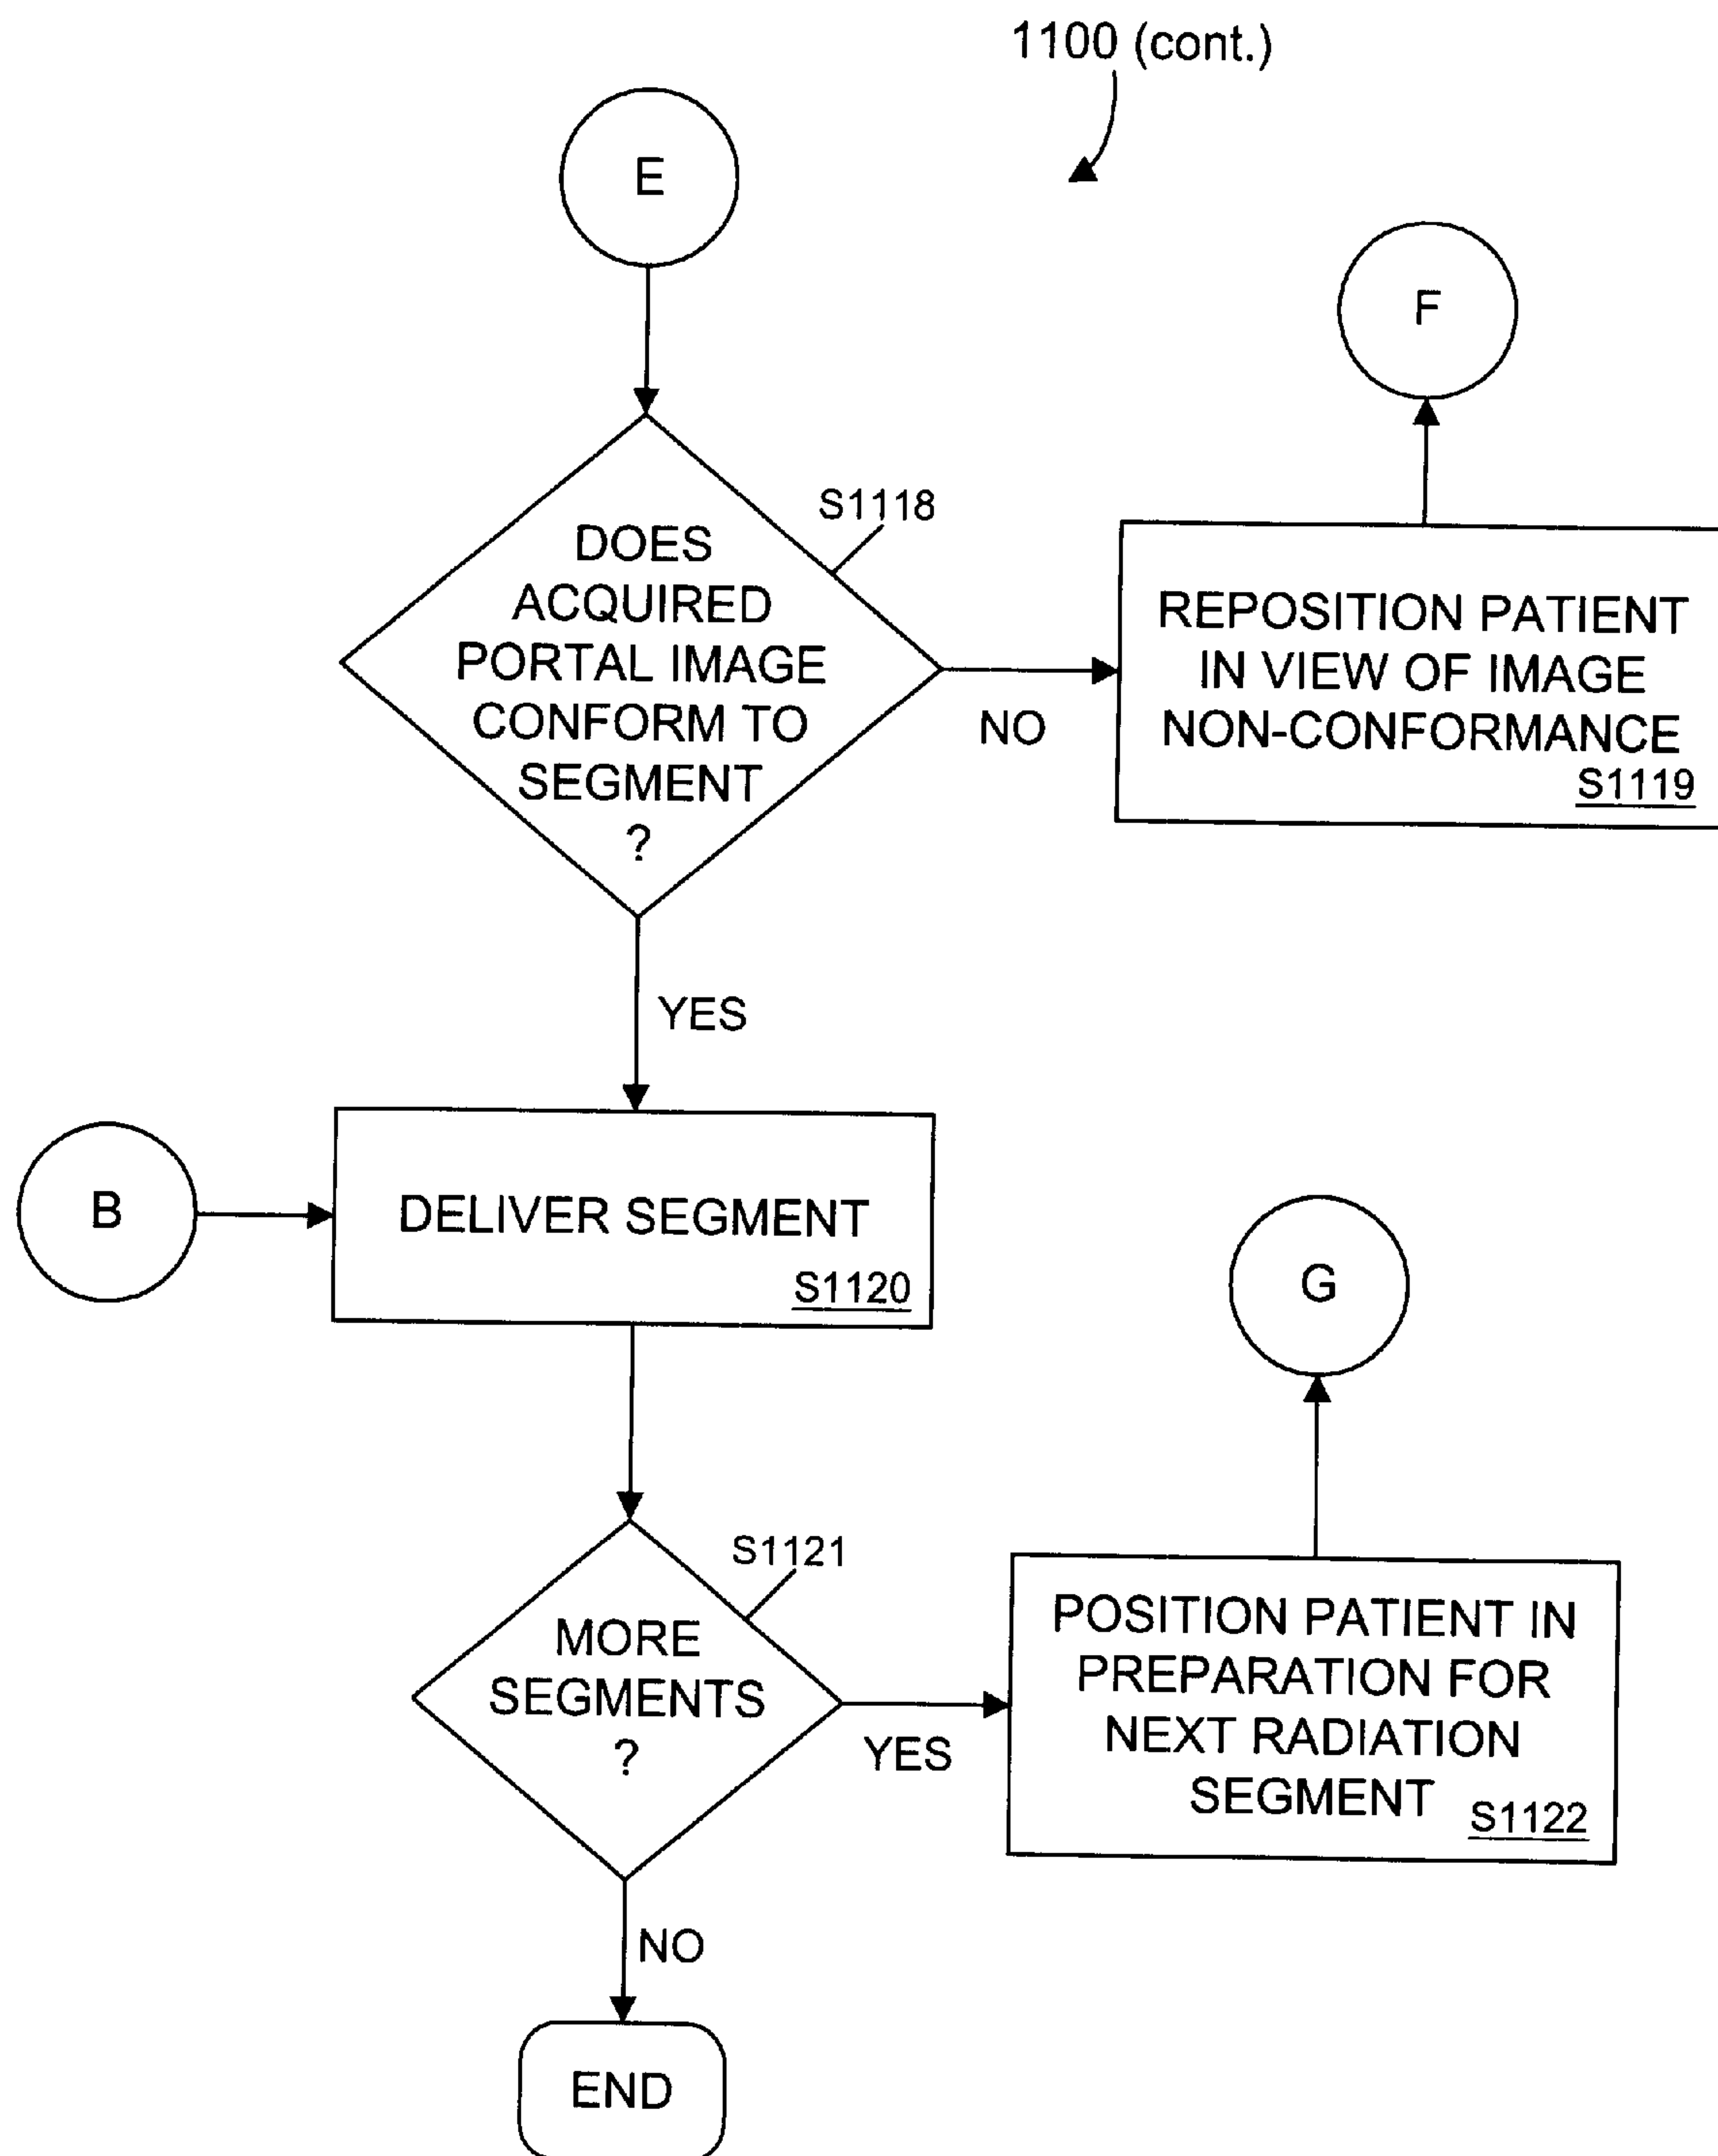 1100 (cont.)
E
F
S1118
DOES
ACQUIRED
PORTAL IMAGE
CONFORM TO
SEGMENT
?
NO
REPOSITION PATIENT
IN VIEW OF IMAGE
NON-CONFORMANCE
S1119
YES
B
DELIVER SEGMENT
S1120
G
S1121
MORE
SEGMENTS
?
YES
POSITION PATIENT IN
PREPARATION FOR
NEXT RADIATION
SEGMENT
S1122
NO
END